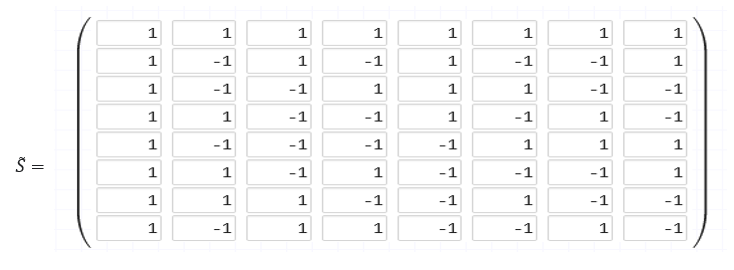 1 1 1 1 1 1 1 1
1 -1 1 -1 1 -1 -1 1
1 -1 -1 1 1 1 -1 -1
1 1 -1 -1 1 -1 1 -1
S̃ = 1 -1 -1 -1 -1 1 1 1
1 1 -1 1 -1 -1 -1 1
1 1 1 -1 -1 1 -1 -1
1 -1 1 1 -1 -1 1 -1